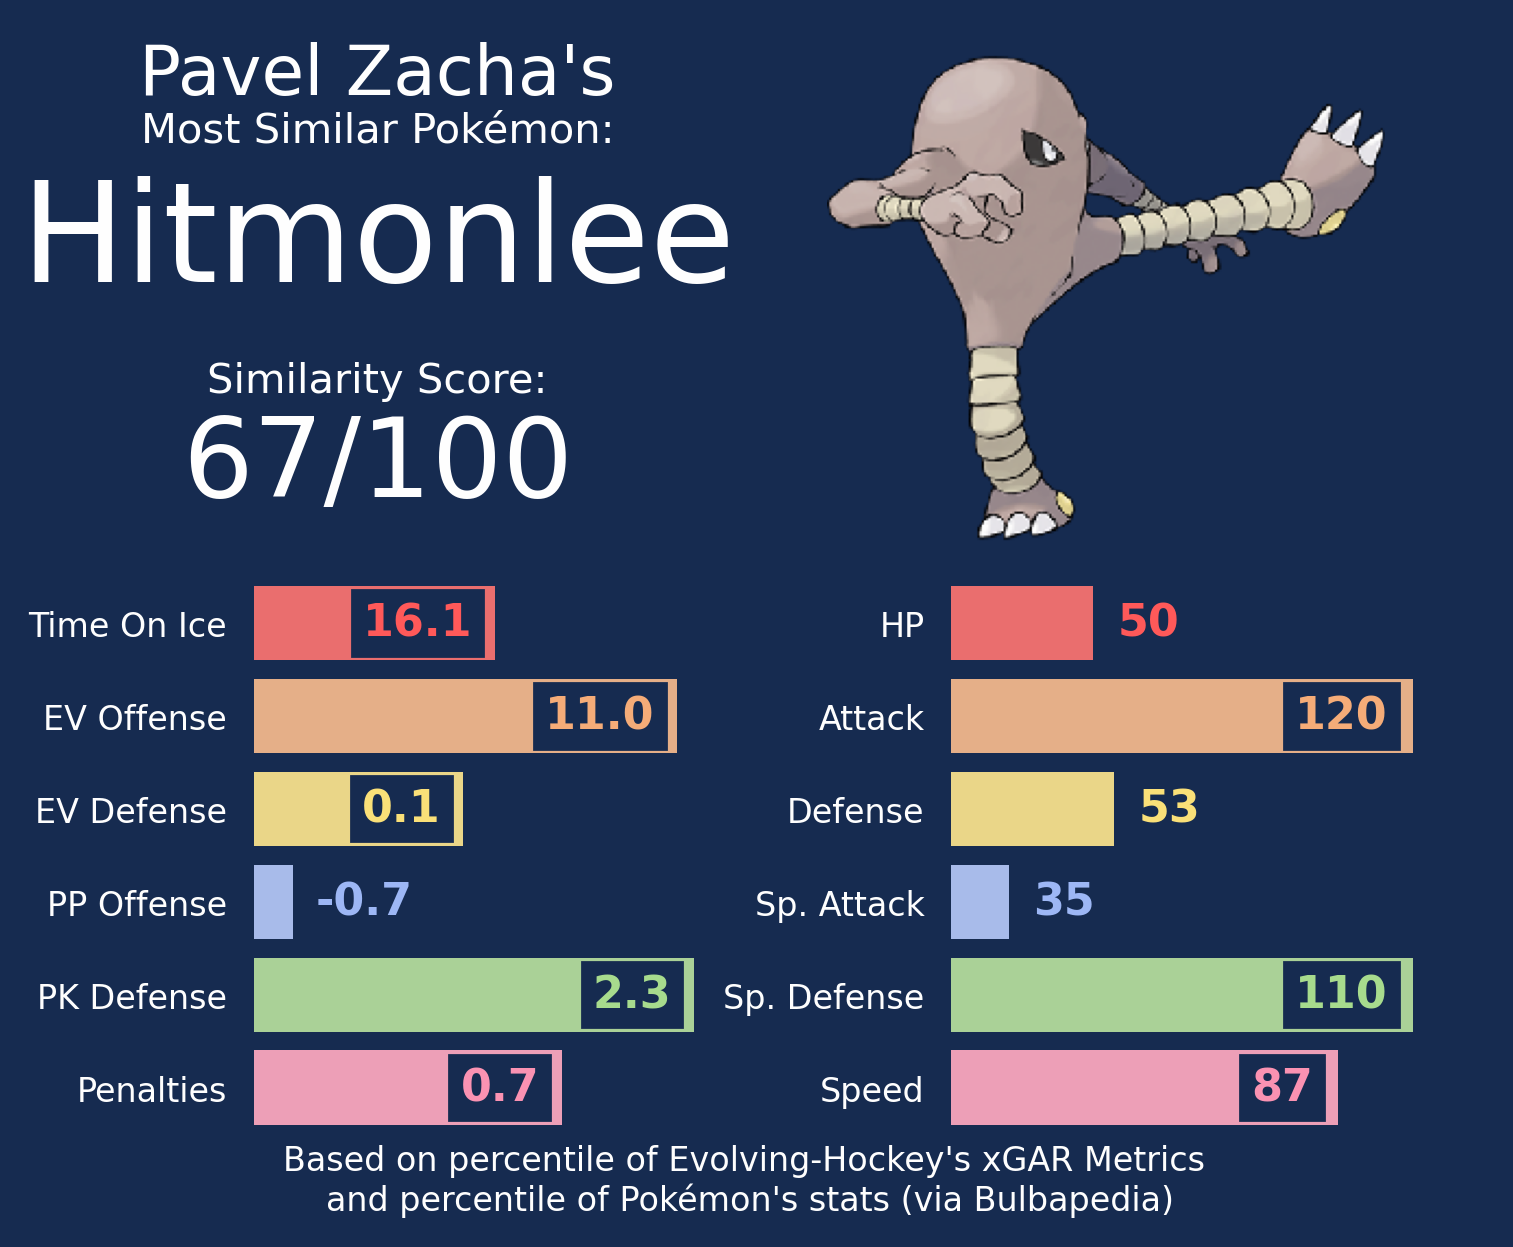 Pavel Zacha's
Most Similar Pokémon:
Hitmonlee
Similarity Score:
67/100
Time On Ice 16.1
EV Offense 11.0
EV Defense 0.1
PP Offense -0.7
PK Defense 2.3
Penalties 0.7
HP 50
Attack 120
Defense 53
Sp. Attack 35
Sp. Defense 110
Speed 87
Based on percentile of Evolving-Hockey's xGAR Metrics
and percentile of Pokémon's stats (via Bulbapedia)